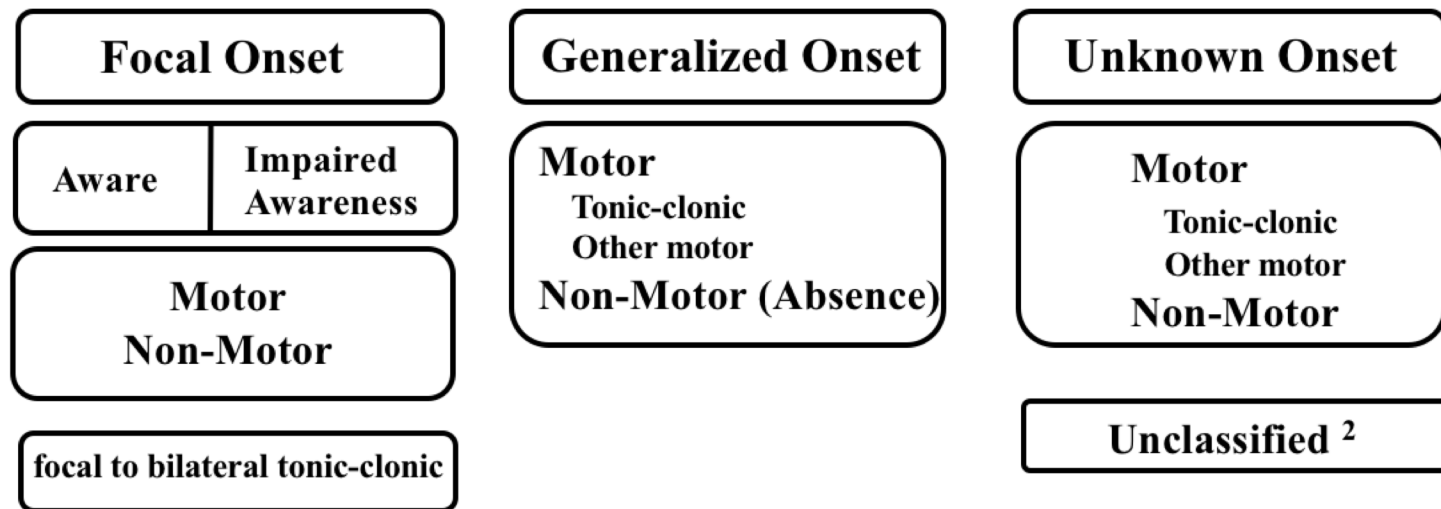 Focal Onset
Aware
Impaired
Awareness
Motor
Non-Motor
focal to bilateral tonic-clonic
Generalized Onset
Motor
Tonic-clonic
Other motor
Non-Motor (Absence)
Unknown Onset
Motor
Tonic-clonic
Other motor
Non-Motor
Unclassified ²